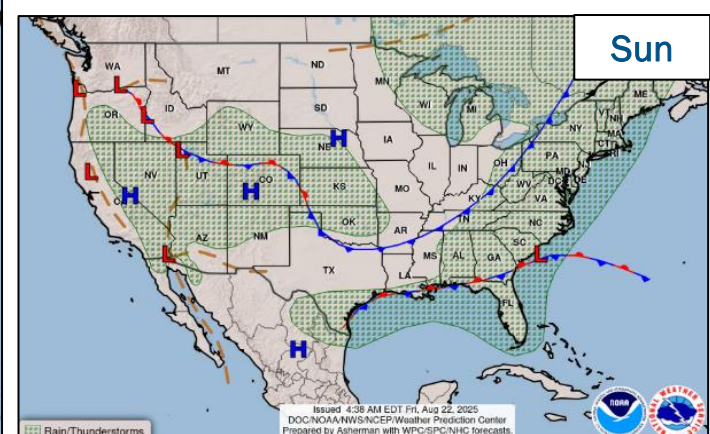 Sun
WA
MT
ND
MN
ME
OR
ID
WY
SD
WI
MI
VT
NH
NY
MA
CT
RI
NE
IA
PA
NJ
NV
UT
CO
KS
MO
IL
IN
OH
WV
MD
DE
DC
VA
KY
CA
AZ
NM
OK
AR
TN
NC
SC
TX
LA
MS
AL
GA
FL
L
L
L
L
L
L
L
H
H
H
H
Issued 4:38 AM EDT Fri, Aug 22, 2025
DOC/NOAA/NWS/NCEP/Weather Prediction Center
Prepared by Asherman with WPC/SPC/NHC forecasts.
Rain/Thunderstorms
NOAA
NATIONAL WEATHER SERVICE